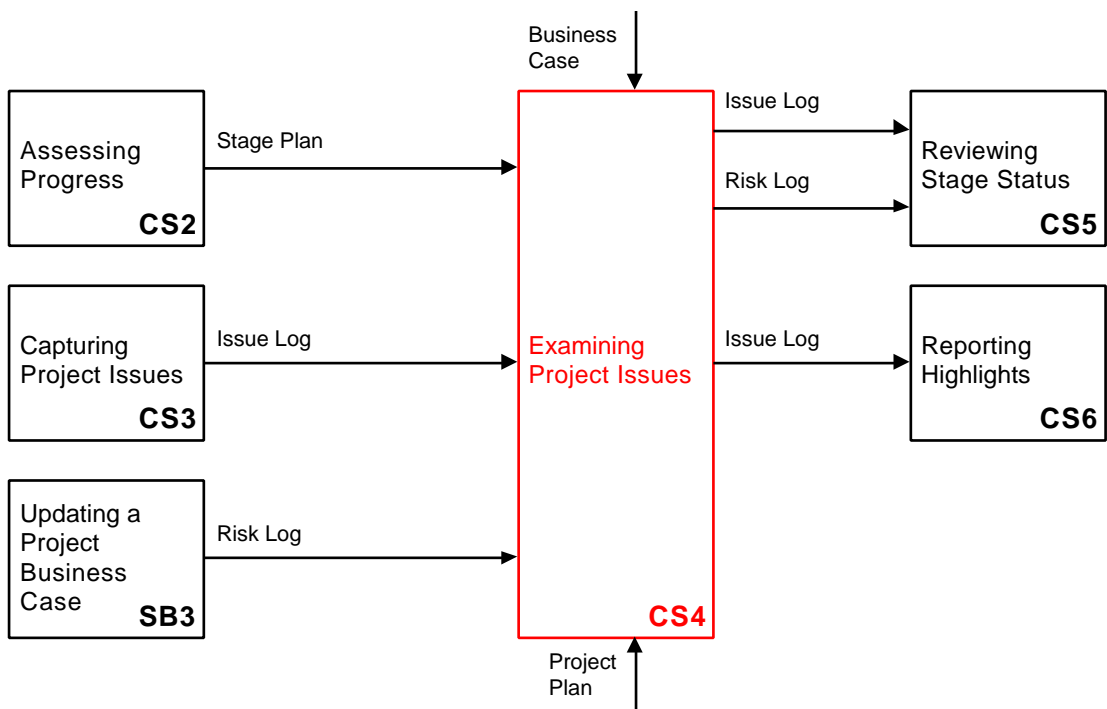 Business
Case
Assessing
Progress
CS2
Stage Plan
Issue Log
Risk Log
Reviewing
Stage Status
CS5
Capturing
Project Issues
CS3
Issue Log
Examining
Project Issues
CS4
Issue Log
Reporting
Highlights
CS6
Updating a
Project
Business
Case
SB3
Risk Log
Project
Plan